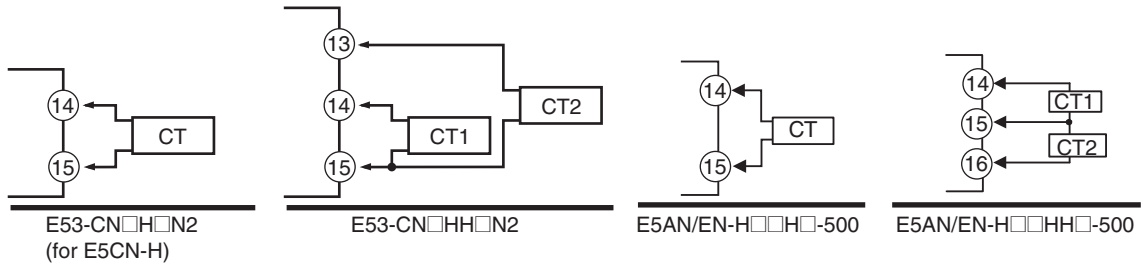 14
15
CT
E53-CN□H□N2
(for E5CN-H)
13
14
15
CT1
CT2
E53-CN□HH□N2
14
15
CT
E5AN/EN-H□□H□-500
14
15
16
CT1
CT2
E5AN/EN-H□□HH□-500